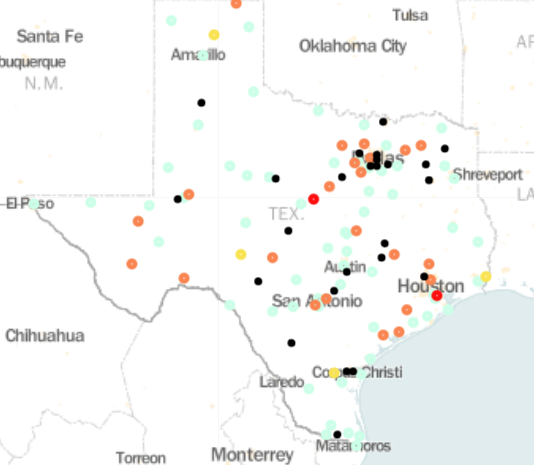 Tulsa
Santa Fe
Oklahoma City
Amarillo
buquerque
AR
N.M.
Dallas
Shreveport
El Paso
LA
TEX.
Austin
Houston
San Antonio
Chihuahua
Corpus Christi
Laredo
Matamoros
Torreon
Monterrey